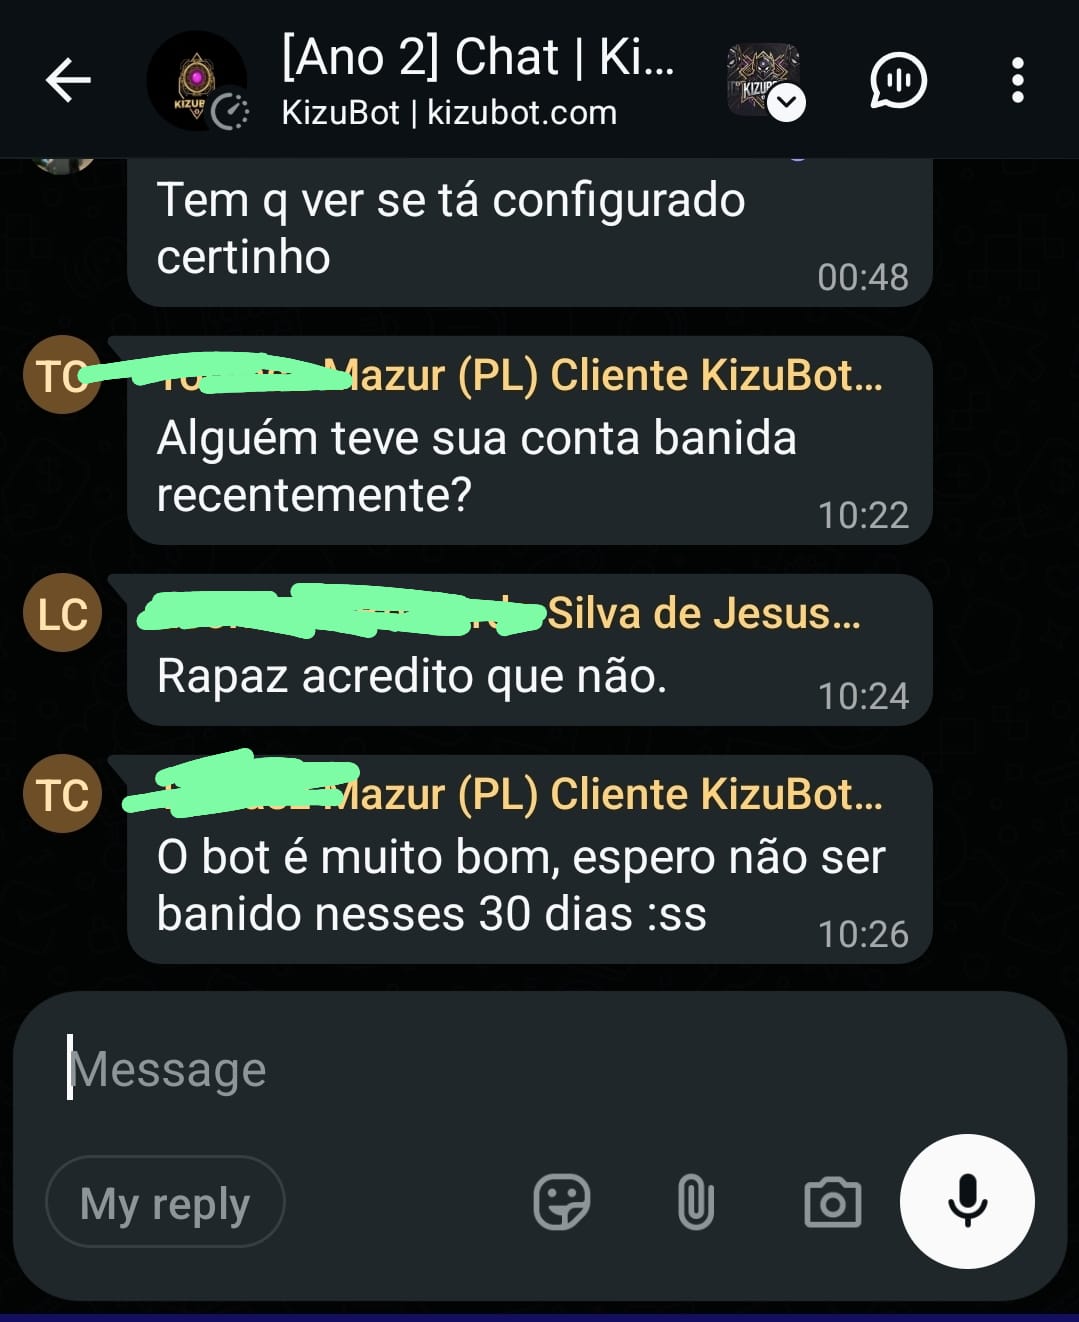 [Ano 2] Chat | Ki...
KizuBot | kizubot.com
Tem q ver se tá configurado
certinho
00:48
TC
Mazur (PL) Cliente KizuBot...
Alguém teve sua conta banida
recentemente?
10:22
LC
Silva de Jesus...
Rapaz acredito que não.
10:24
TC
Mazur (PL) Cliente KizuBot...
O bot é muito bom, espero não ser
banido nesses 30 dias :ss
10:26
Message
My reply